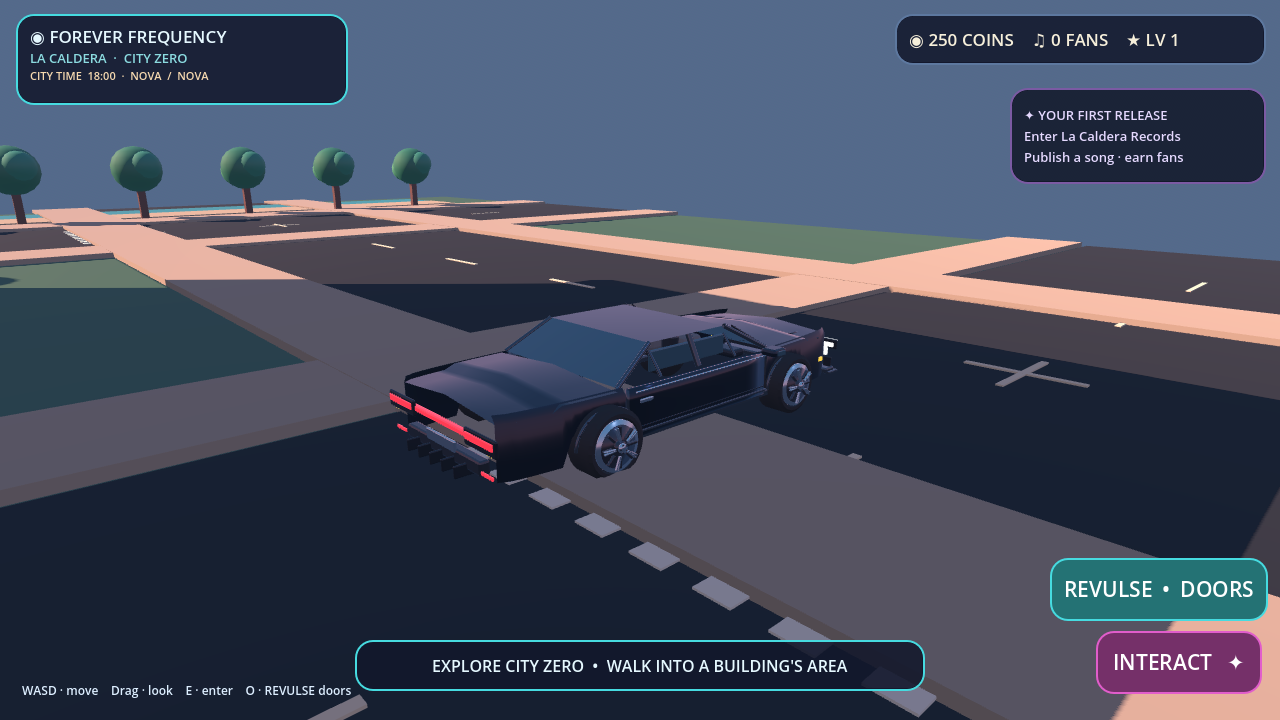 ◉ FOREVER FREQUENCY
LA CALDERA · CITY ZERO
CITY TIME 18:00 · NOVA / NOVA
◉ 250 COINS ♫ 0 FANS ★ LV 1
✦ YOUR FIRST RELEASE
Enter La Caldera Records
Publish a song · earn fans
REVULSE • DOORS
INTERACT ✦
EXPLORE CITY ZERO • WALK INTO A BUILDING'S AREA
WASD · move Drag · look E · enter O · REVULSE doors